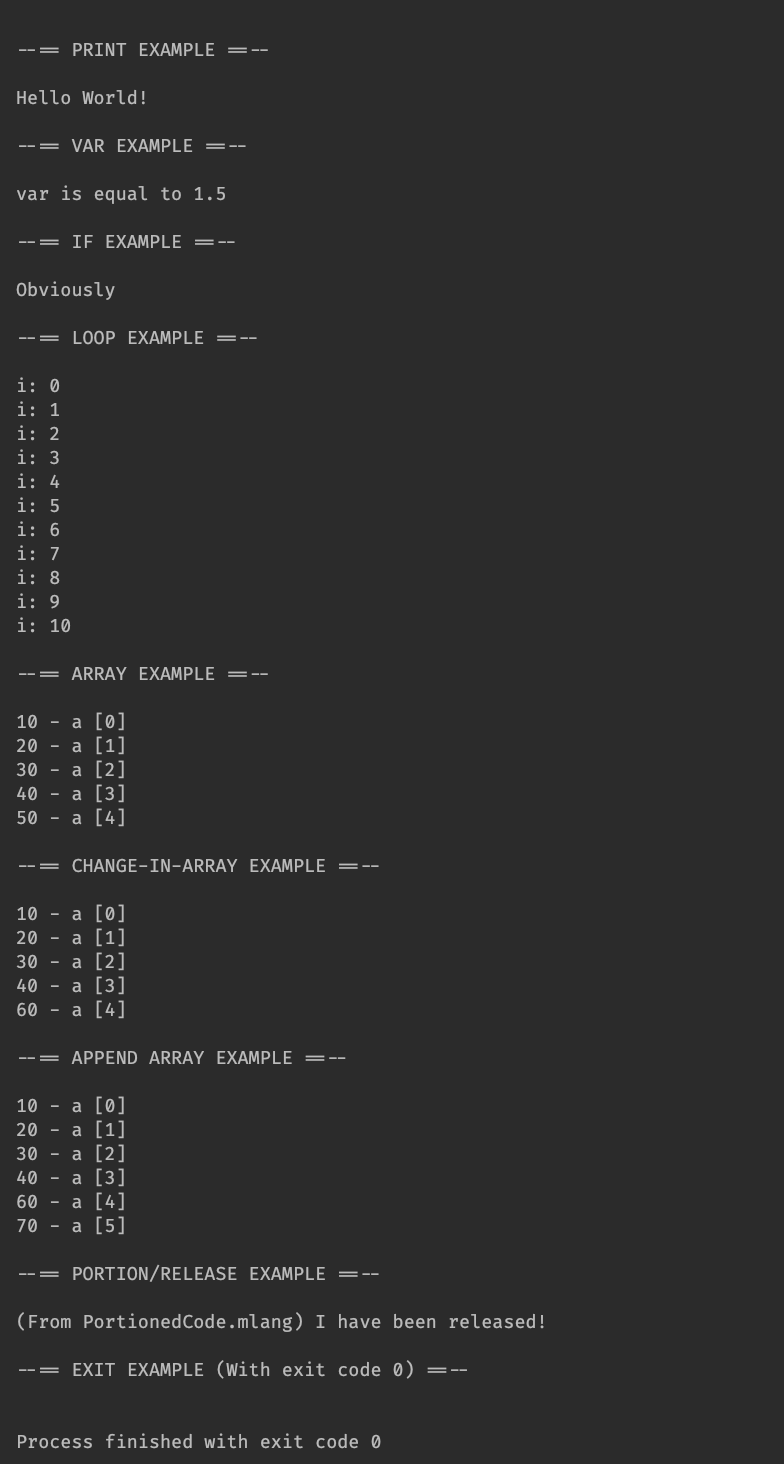 --== PRINT EXAMPLE ==--
Hello World!
--== VAR EXAMPLE ==--
var is equal to 1.5
--== IF EXAMPLE ==--
Obviously
--== LOOP EXAMPLE ==--
i: 0
i: 1
i: 2
i: 3
i: 4
i: 5
i: 6
i: 7
i: 8
i: 9
i: 10
--== ARRAY EXAMPLE ==--
10 - a [0]
20 - a [1]
30 - a [2]
40 - a [3]
50 - a [4]
--== CHANGE-IN-ARRAY EXAMPLE ==--
10 - a [0]
20 - a [1]
30 - a [2]
40 - a [3]
60 - a [4]
--== APPEND ARRAY EXAMPLE ==--
10 - a [0]
20 - a [1]
30 - a [2]
40 - a [3]
60 - a [4]
70 - a [5]
--== PORTION/RELEASE EXAMPLE ==--
(From PortionedCode.mlang) I have been released!
--== EXIT EXAMPLE (With exit code 0) ==--
Process finished with exit code 0